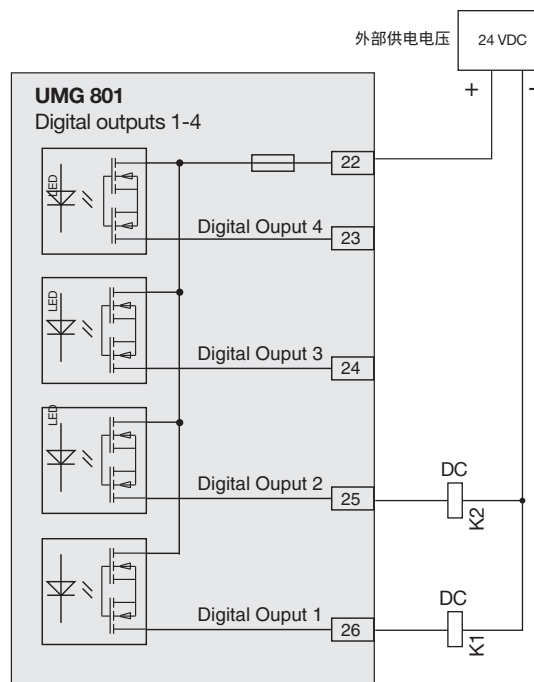 外部供电电压
24 VDC
+
-
UMG 801
Digital outputs 1-4
LED
22
Digital Ouput 4
23
LED
Digital Ouput 3
24
LED
Digital Ouput 2
25
DC
K2
Digital Ouput 1
26
DC
K1